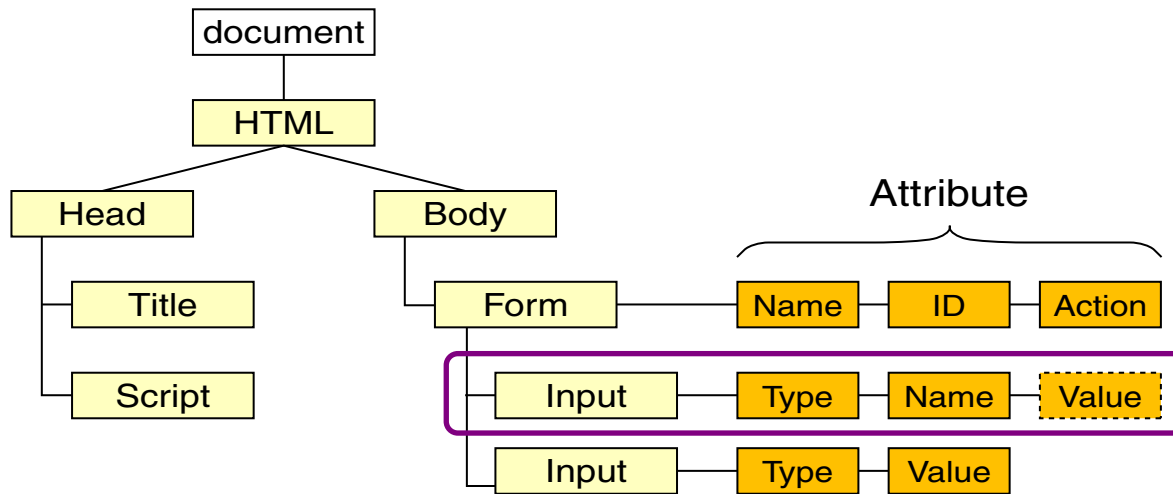 document
HTML
Head
Body
Attribute
Title
Form
Name
ID
Action
Script
Input
Type
Name
Value
Input
Type
Value